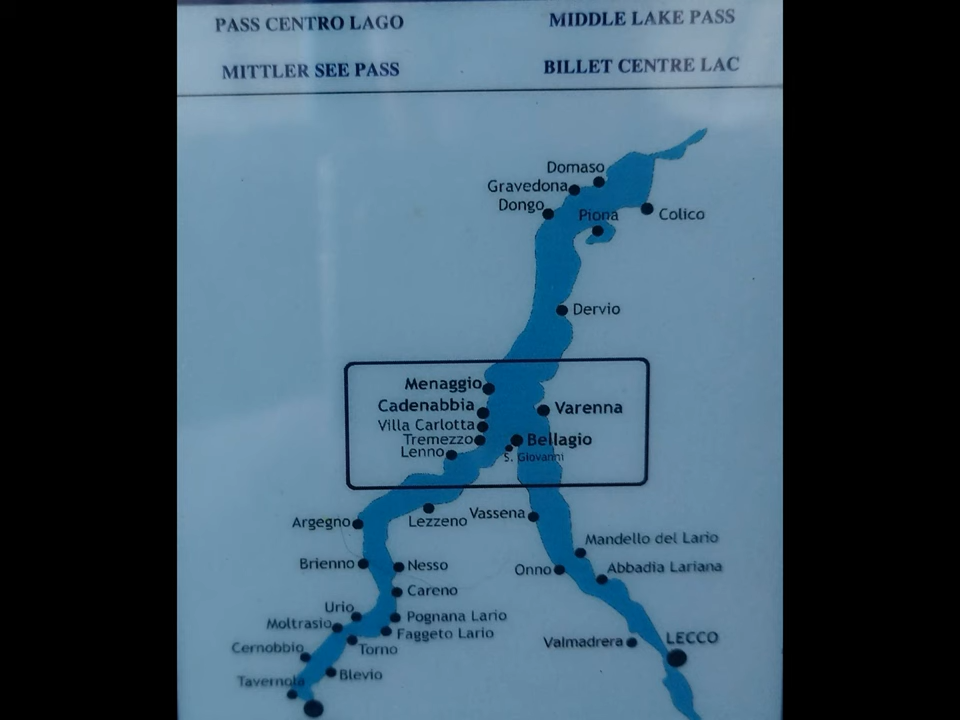 PASS CENTRO LAGO
MIDDLE LAKE PASS
MITTLER SEE PASS
BILLET CENTRE LAC
Domaso
Gravedona
Dongo
Piona
Colico
Dervio
Menaggio
Cadenabbia
Varenna
Villa Carlotta
Tremezzo
Bellagio
Lenno
S. Giovanni
Argegno
Lezzeno
Vassena
Mandello del Lario
Brienno
Nesso
Onno
Abbadia Lariana
Careno
Urio
Pognana Lario
Moltrasio
Faggeto Lario
Cernobbio
Torno
Valmadrera
LECCO
Tavernola
Blevio